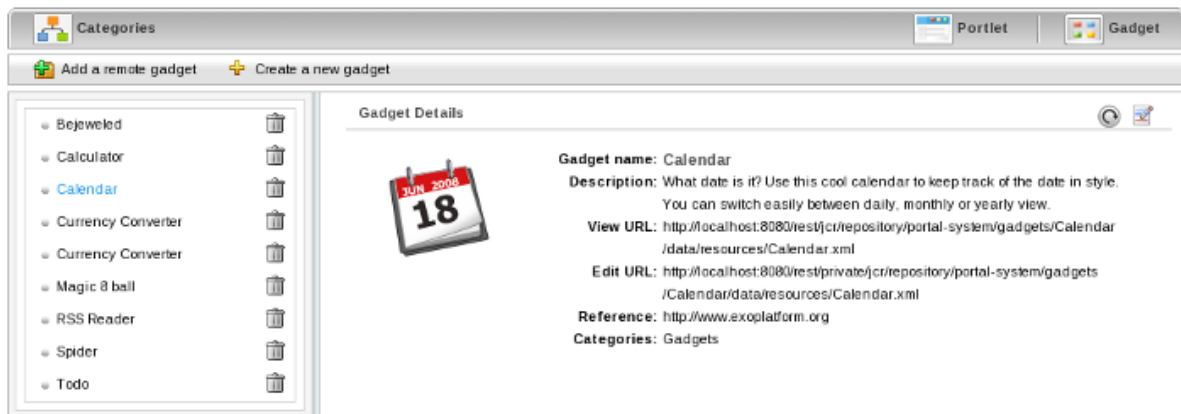 Categories
Portlet
Gadget
Add a remote gadget
Create a new gadget
Bejeweled
Calculator
Calendar
Currency Converter
Currency Converter
Magic 8 ball
RSS Reader
Spider
Todo
Gadget Details
JUN 2008
18
Gadget name: Calendar
Description: What date is it? Use this cool calendar to keep track of the date in style.
You can switch easily between daily, monthly or yearly view.
View URL: http://localhost:8080/rest/jcr/repository/portal-system/gadgets/Calendar
/data/resources/Calendar.xml
Edit URL: http://localhost:8080/rest/private/jcr/repository/portal-system/gadgets
/Calendar/data/resources/Calendar.xml
Reference: http://www.exoplatform.org
Categories: Gadgets